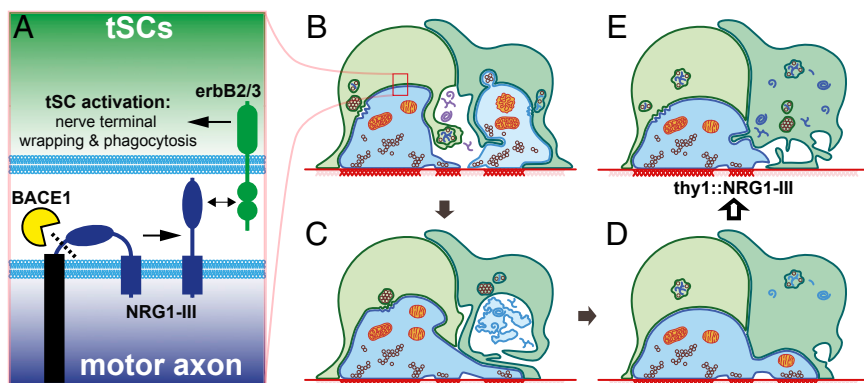 A
tSCs
erbB2/3
tSC activation:
nerve terminal
wrapping & phagocytosis
BACE1
NRG1-III
motor axon
B
E
thy1::NRG1-III
C
D